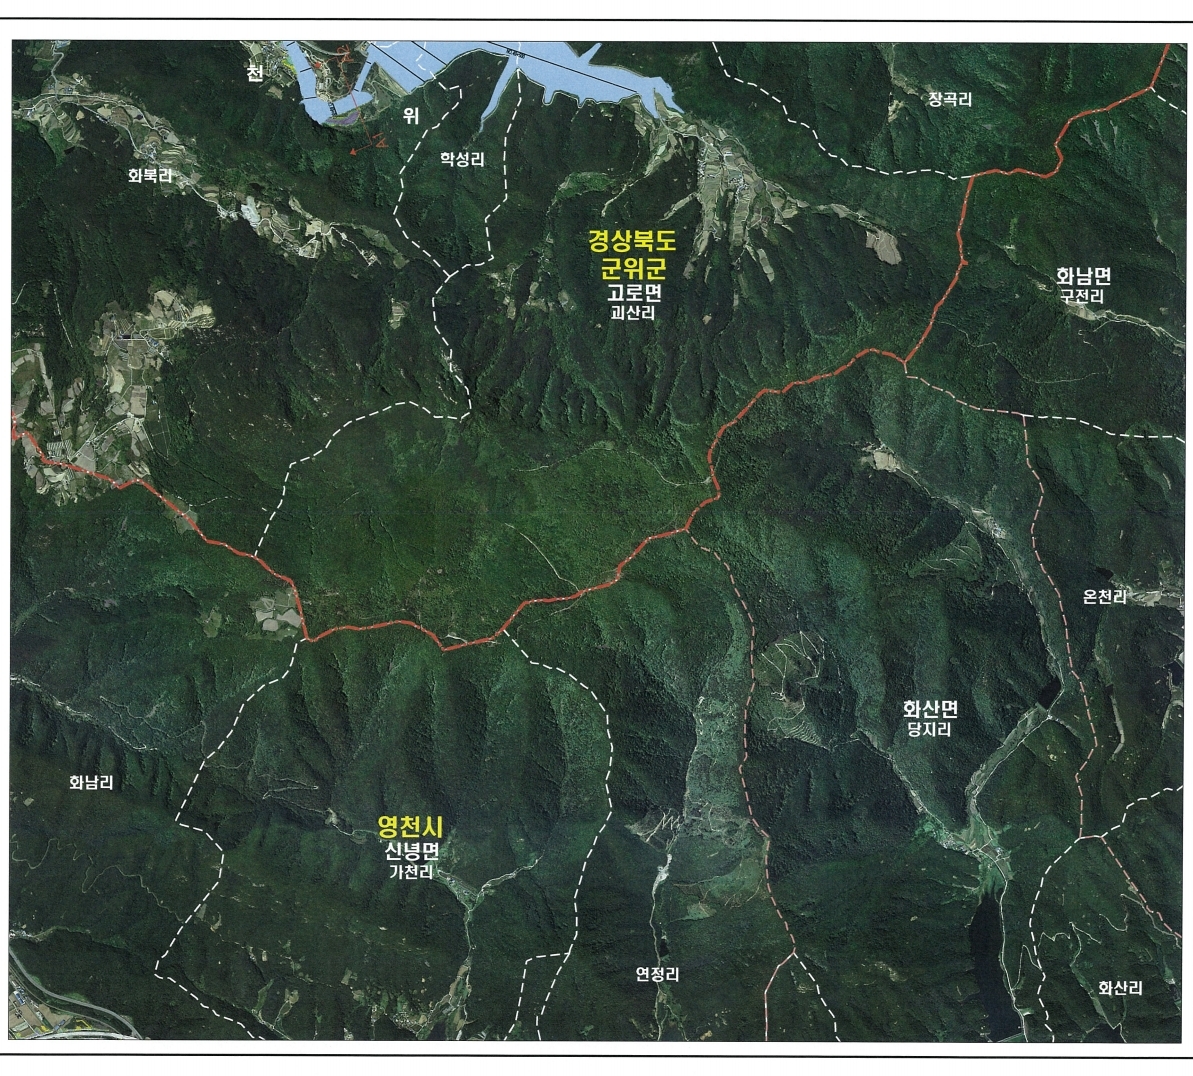 천
위
장곡리
학성리
화북리
경상북도
군위군
고로면
괴산리
화남면
구전리
온천리
화산면
당지리
화남리
영천시
신녕면
가천리
연정리
화산리